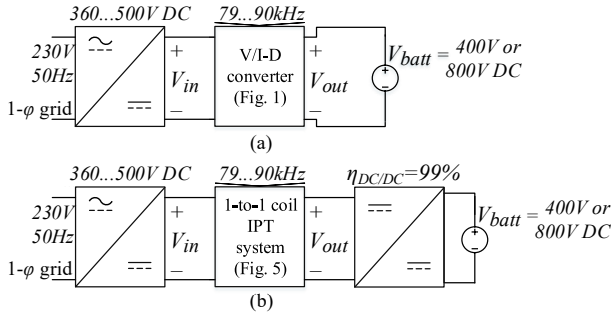 360...500V DC
79...90kHz
230V
50Hz
1-φ grid
+
V_in
−
V/I-D
converter
(Fig. 1)
+
V_out
−
+
−
V_batt = 400V or
800V DC
(a)
360...500V DC
79...90kHz
η_DC/DC=99%
230V
50Hz
1-φ grid
+
V_in
−
1-to-1 coil
IPT
system
(Fig. 5)
+
V_out
−
+
−
V_batt = 400V or
800V DC
(b)